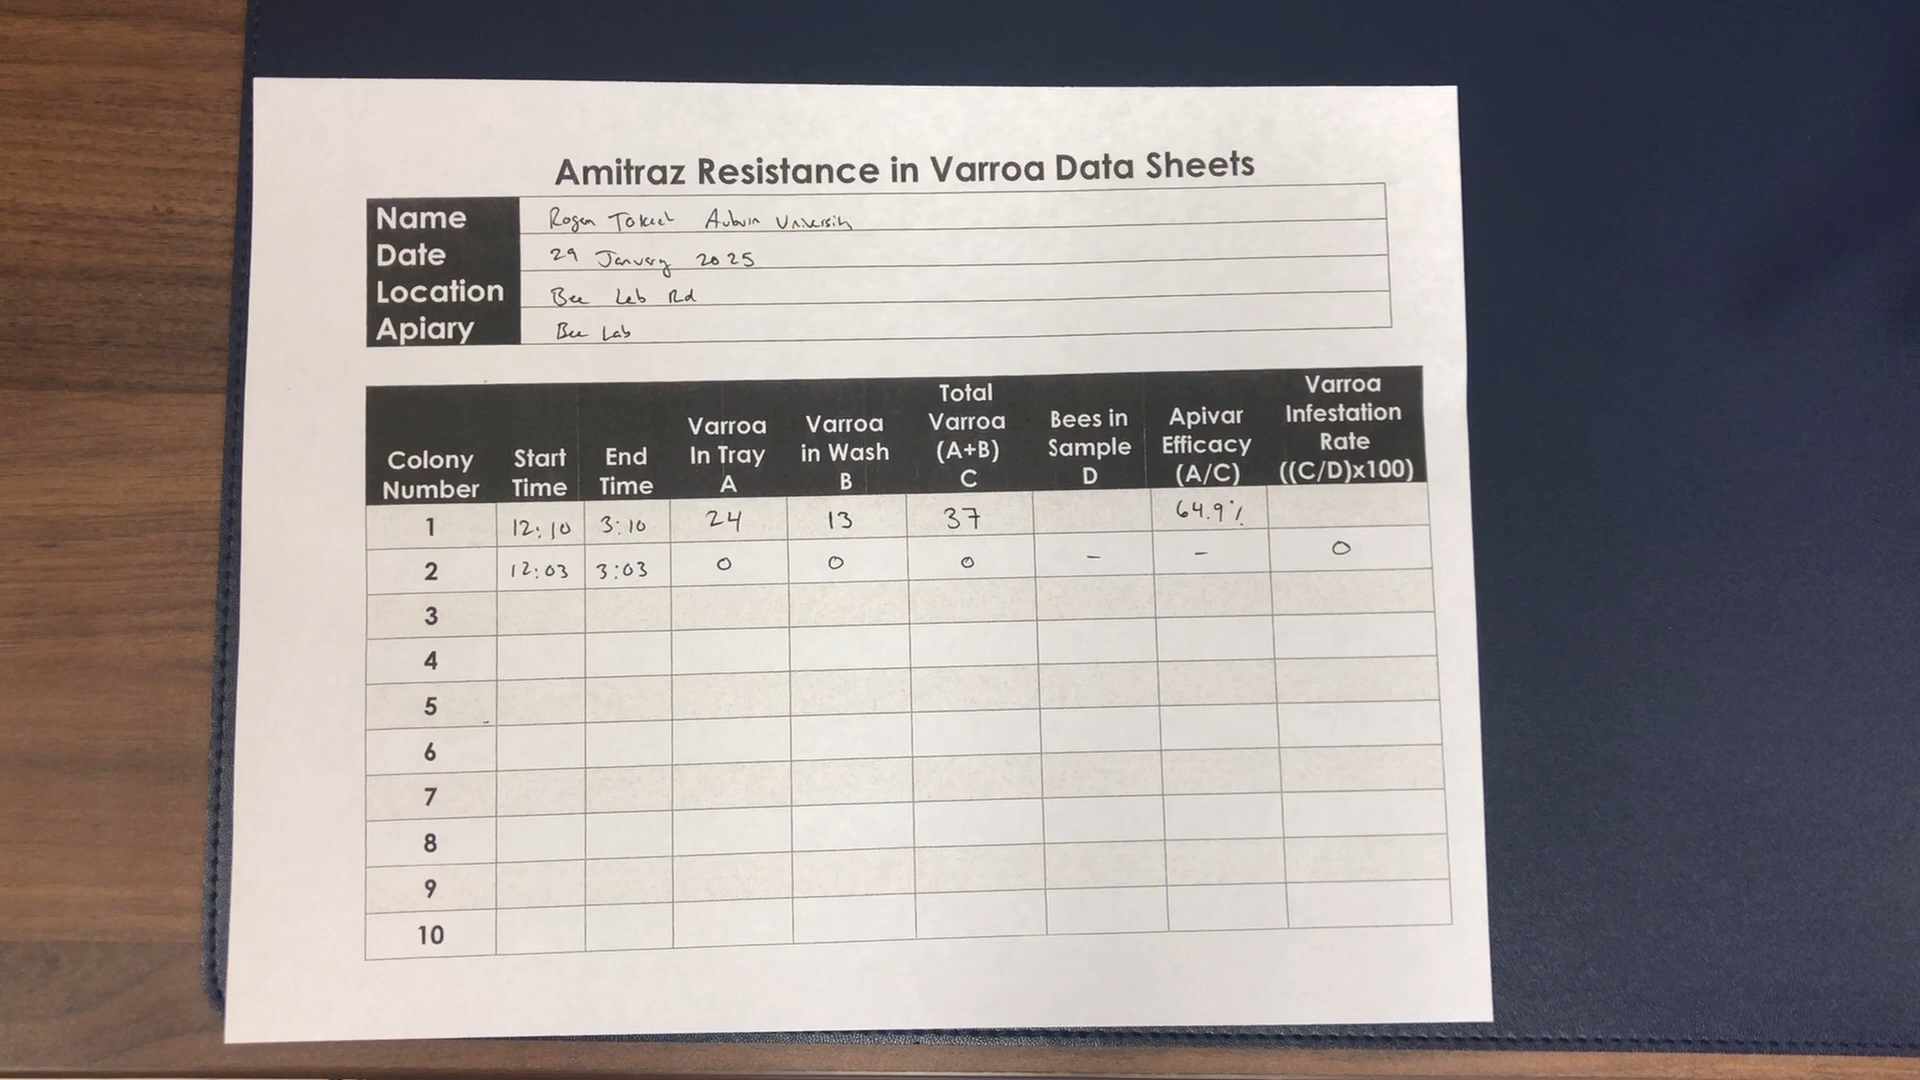 Amitraz Resistance in Varroa Data Sheets
Name Auburn University
Date 29 January 2025
Location Bee Lab Rd
Apiary Bee Lab
Colony Number Start Time End Time Varroa In Tray A Varroa in Wash B Total Varroa (A+B) C Bees in Sample D Apivar Efficacy (A/C) Varroa Infestation Rate ((C/D)x100)
1 12:10 3:10 24 13 37 64.9%
2 12:03 3:03 0 0 0 - - 0
3
4
5
6
7
8
9
10